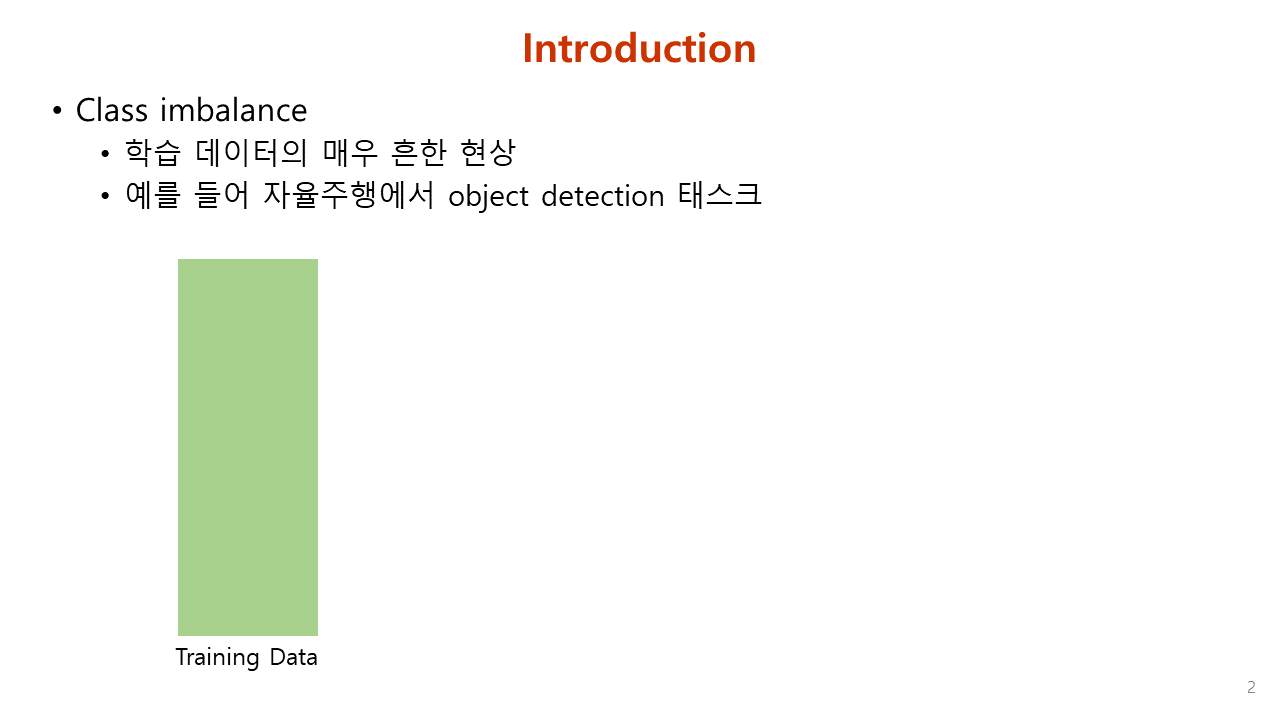 Introduction
• Class imbalance
• 학습 데이터의 매우 흔한 현상
• 예를 들어 자율주행에서 object detection 태스크
Training Data
2